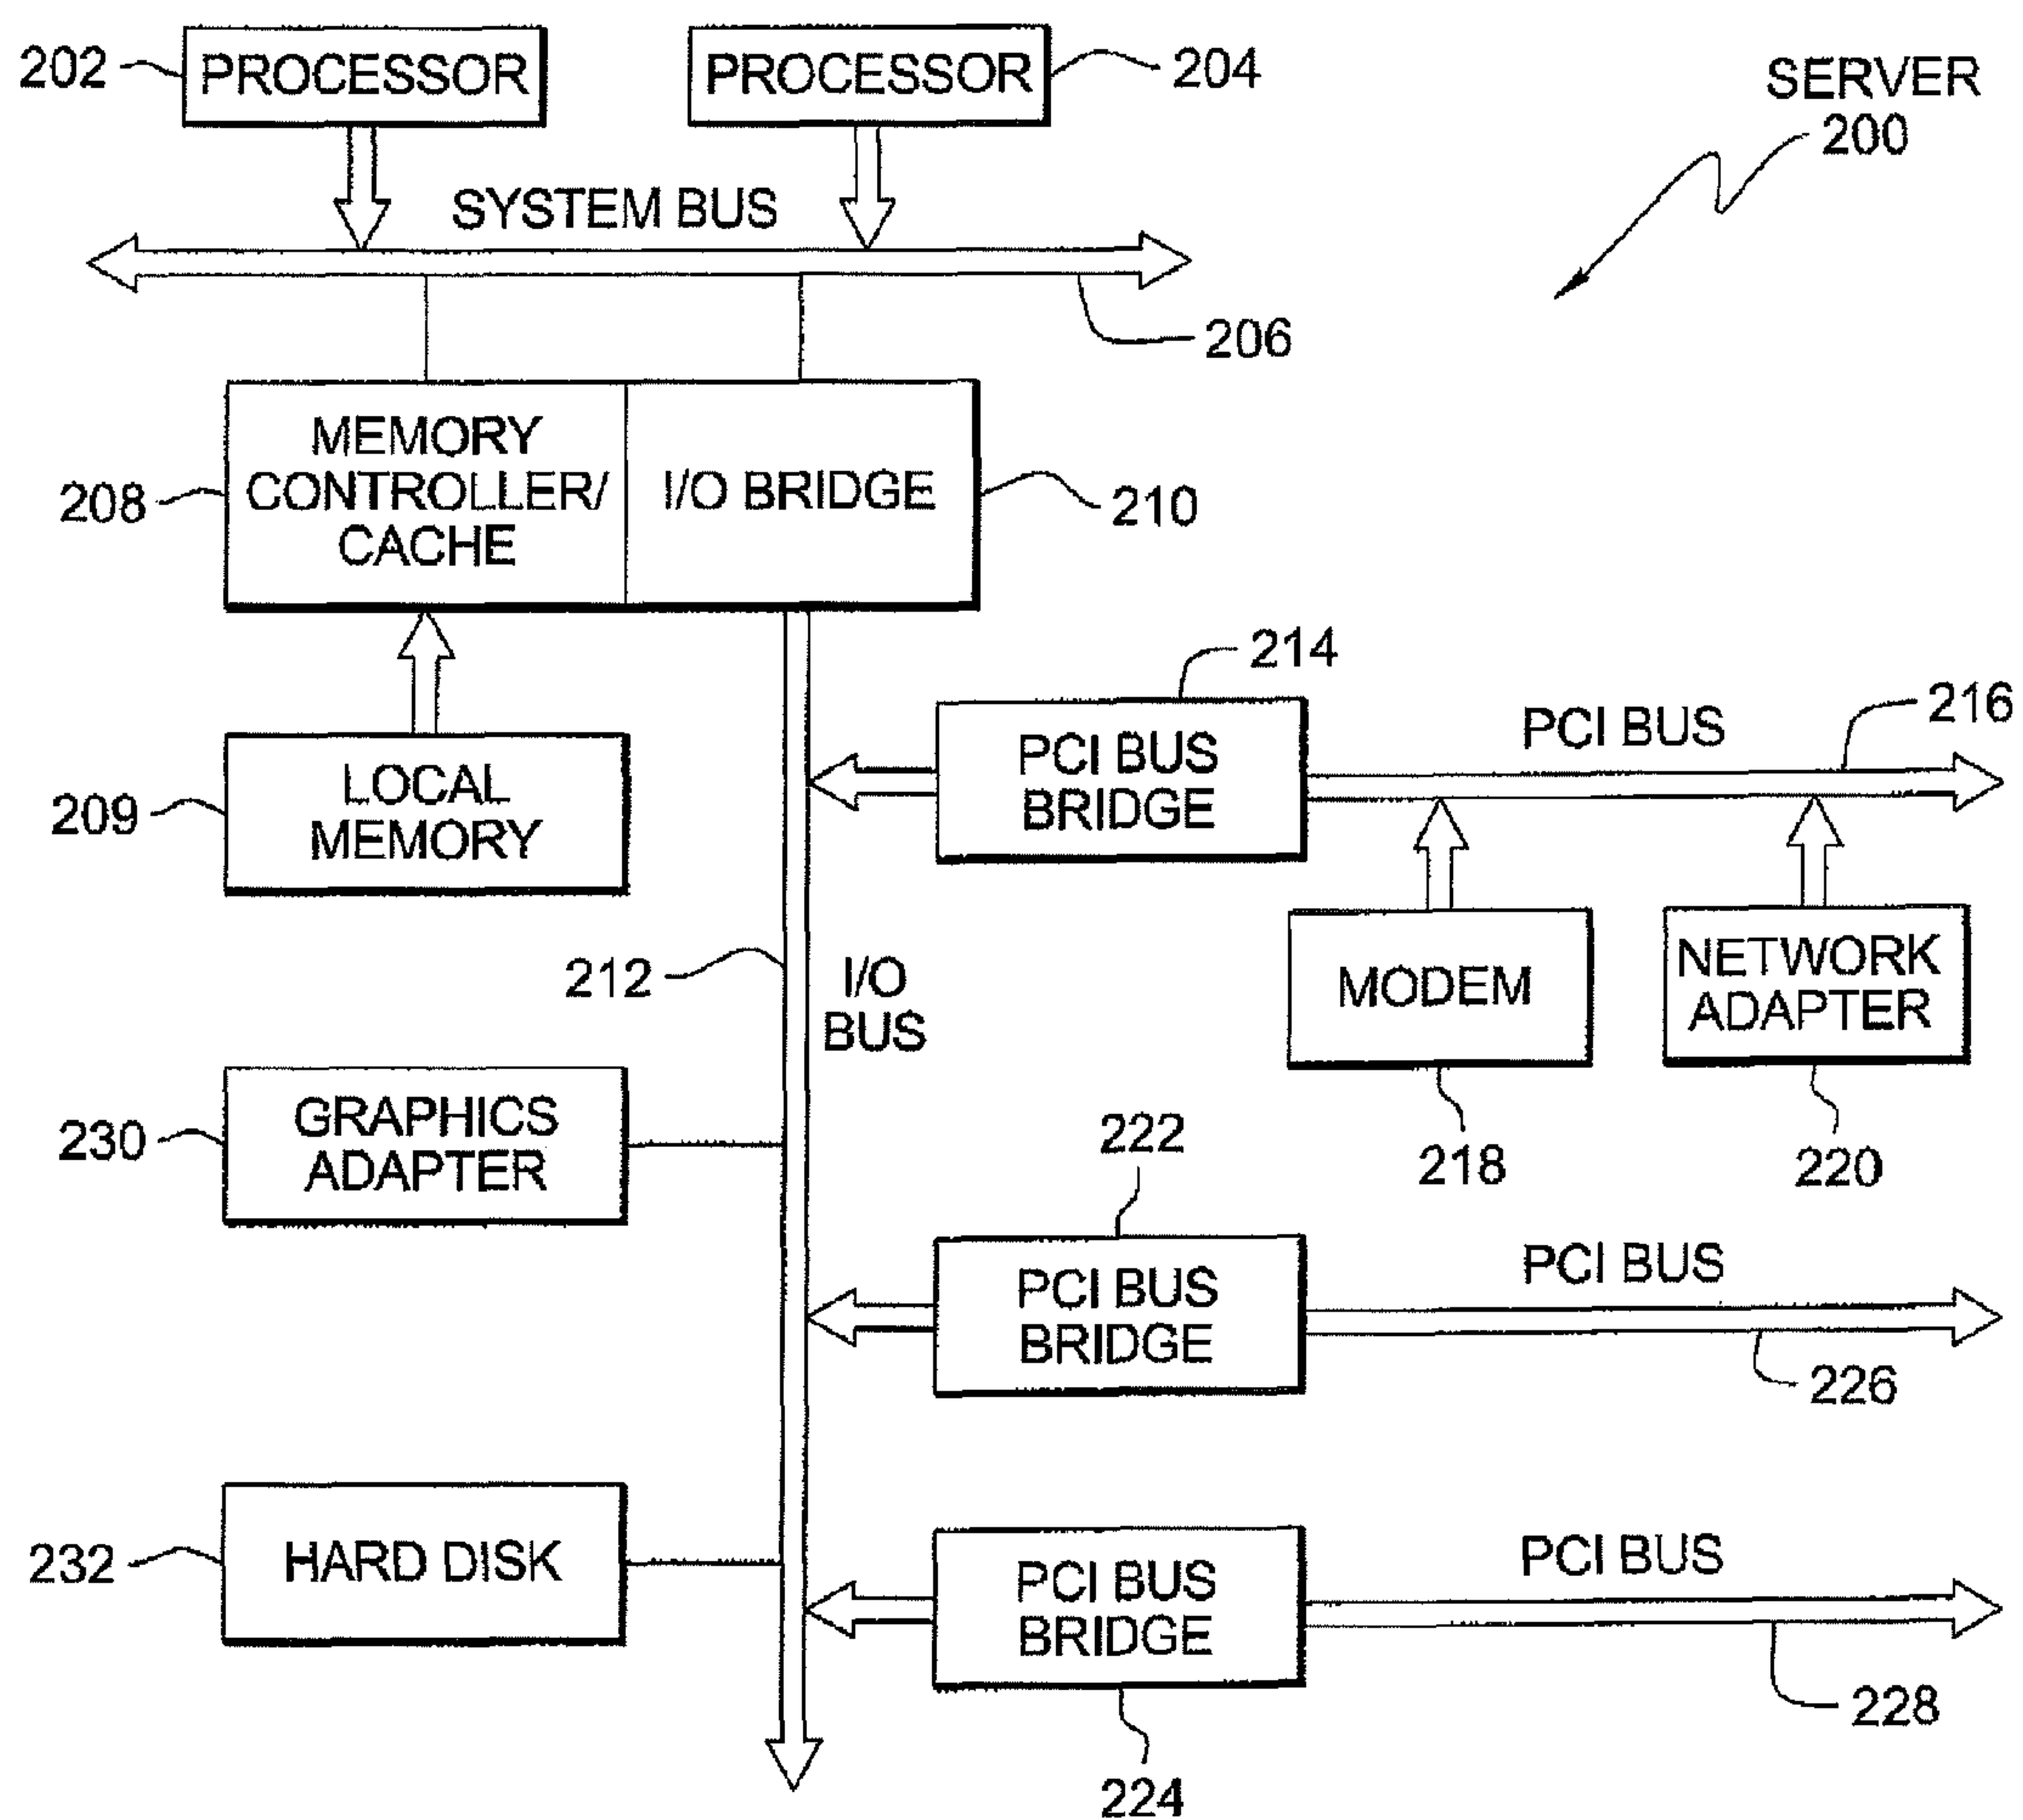 202
PROCESSOR
PROCESSOR
204
SERVER
200
SYSTEM BUS
206
208
MEMORY
CONTROLLER/
CACHE
I/O BRIDGE
210
214
PCI BUS
BRIDGE
PCI BUS
216
209
LOCAL
MEMORY
212
I/O
BUS
MODEM
218
NETWORK
ADAPTER
220
230
GRAPHICS
ADAPTER
222
PCI BUS
BRIDGE
PCI BUS
226
232
HARD DISK
PCI BUS
BRIDGE
PCI BUS
228
224